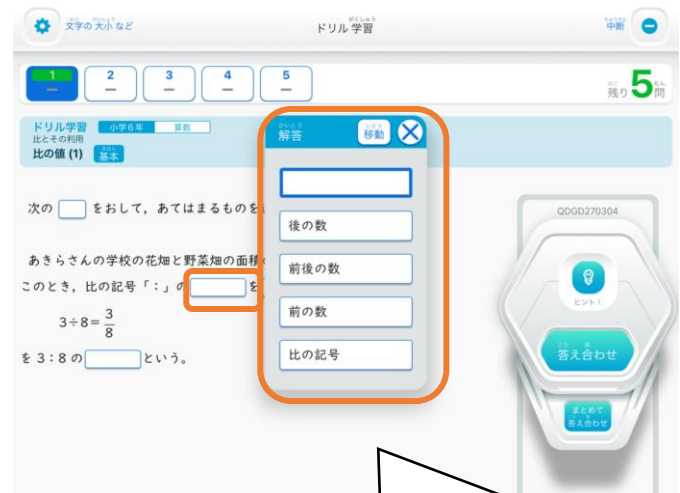 文字の大小など
ドリル学習
中断
1 2 3 4 5
残り5問
ドリル学習 小学6年 算数
比とその利用
比の値 (1) 基本
解答 移動
次の をおして，あてはまるものを
後の数
前後の数
前の数
比の記号
あきらさんの学校の花畑と野菜畑の面積
このとき，比の記号「：」の を
3÷8=3/8
を 3：8 の という。
QDGD270304
ヒント！
答え合わせ
まとめて
答え合わせ